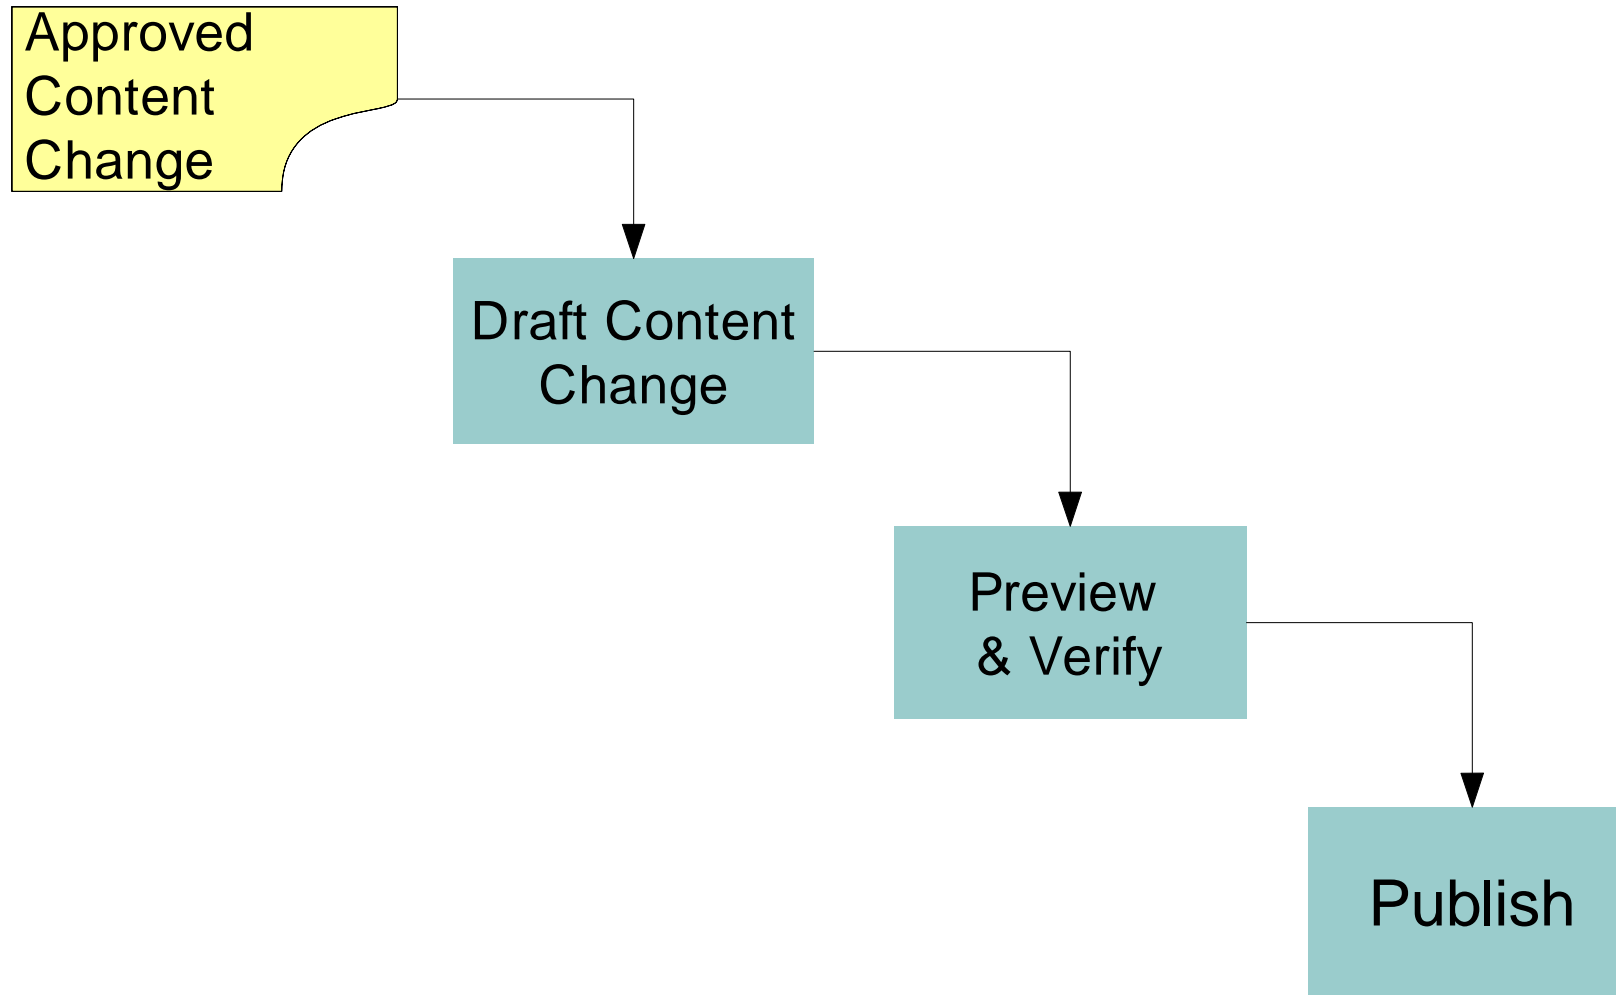 Approved
Content
Change
Draft Content
Change
Preview
& Verify
Publish